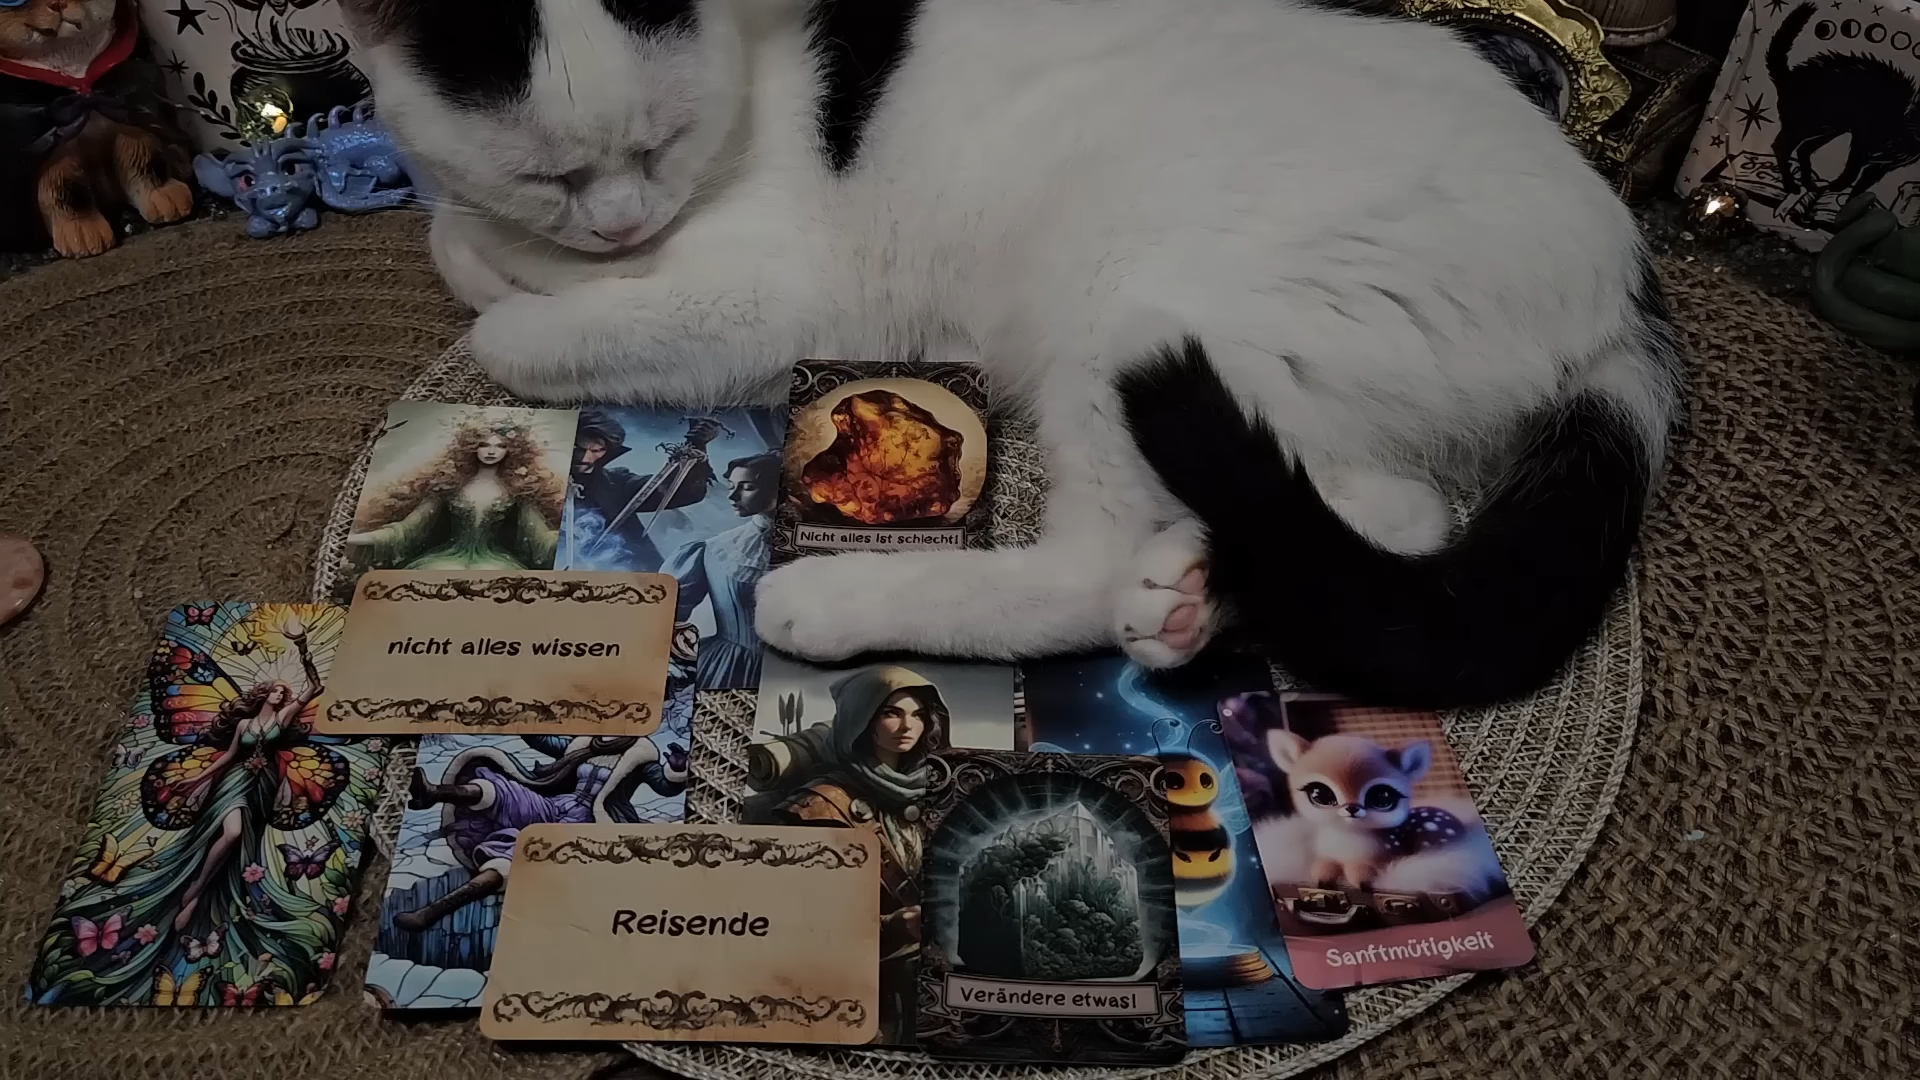 Nicht alles ist schlecht!
nicht alles wissen
Reisende
Verändere etwas!
Sanftmütigkeit